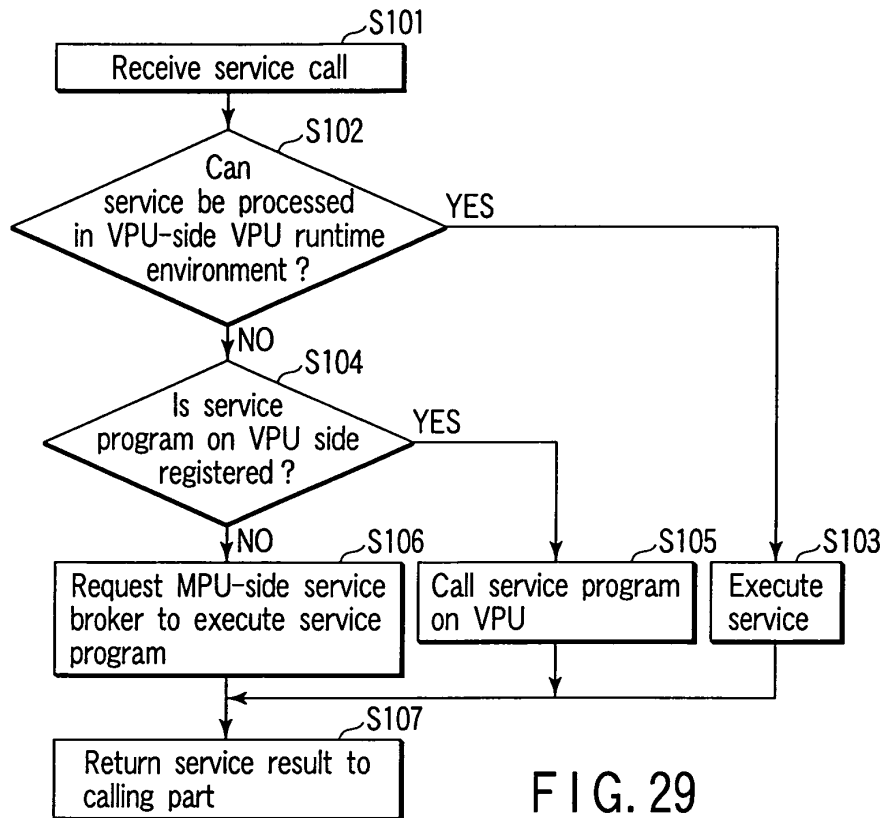 S101
Receive service call
S102
Can
service be processed
in VPU-side VPU runtime
environment?
YES
NO
S104
Is service
program on VPU side
registered?
YES
NO
S106
Request MPU-side service
broker to execute service
program
S105
Call service program
on VPU
S103
Execute
service
S107
Return service result to
calling part
FIG. 29